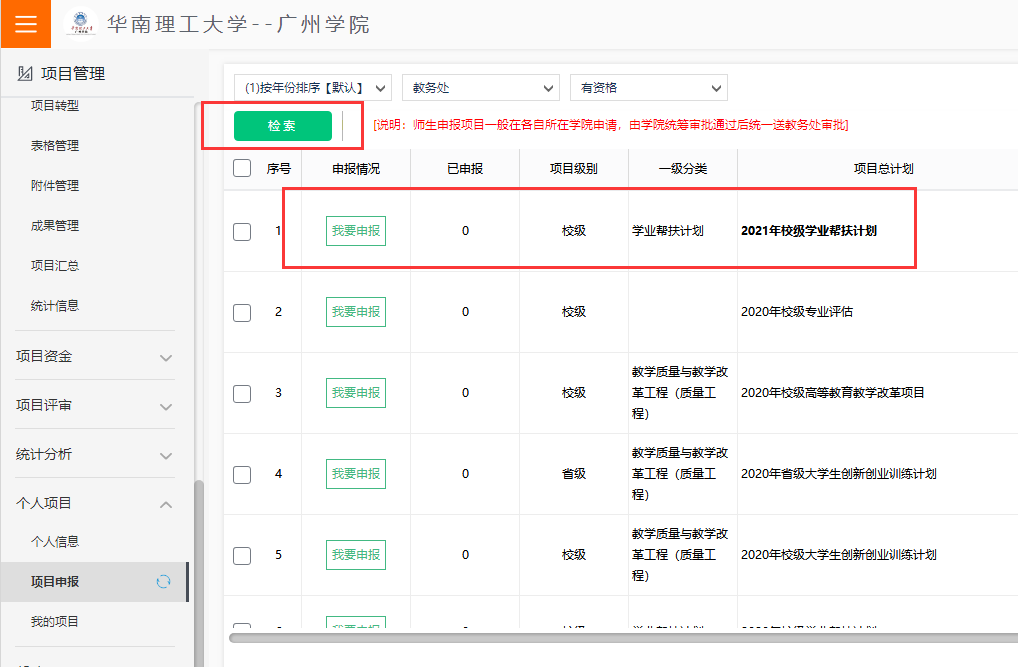 华南理工大学--广州学院
项目管理
项目转型
表格管理
附件管理
成果管理
项目汇总
统计信息
项目资金
项目评审
统计分析
个人项目
个人信息
项目申报
我的项目
(1)按年份排序【默认】
教务处
有资格
检 索
[说明：师生申报项目一般在各自所在学院申请，由学院统筹审批通过后统一送教务处审批]
序号 申报情况 已申报 项目级别 一级分类 项目总计划
1 我要申报 0 校级 学业帮扶计划 2021年校级学业帮扶计划
2 我要申报 0 校级 2020年校级专业评估
3 我要申报 0 校级 教学质量与教学改
革工程（质量工
程） 2020年校级高等教育教学改革项目
4 我要申报 0 省级 教学质量与教学改
革工程（质量工
程） 2020年省级大学生创新创业训练计划
5 我要申报 0 校级 教学质量与教学改
革工程（质量工
程） 2020年校级大学生创新创业训练计划